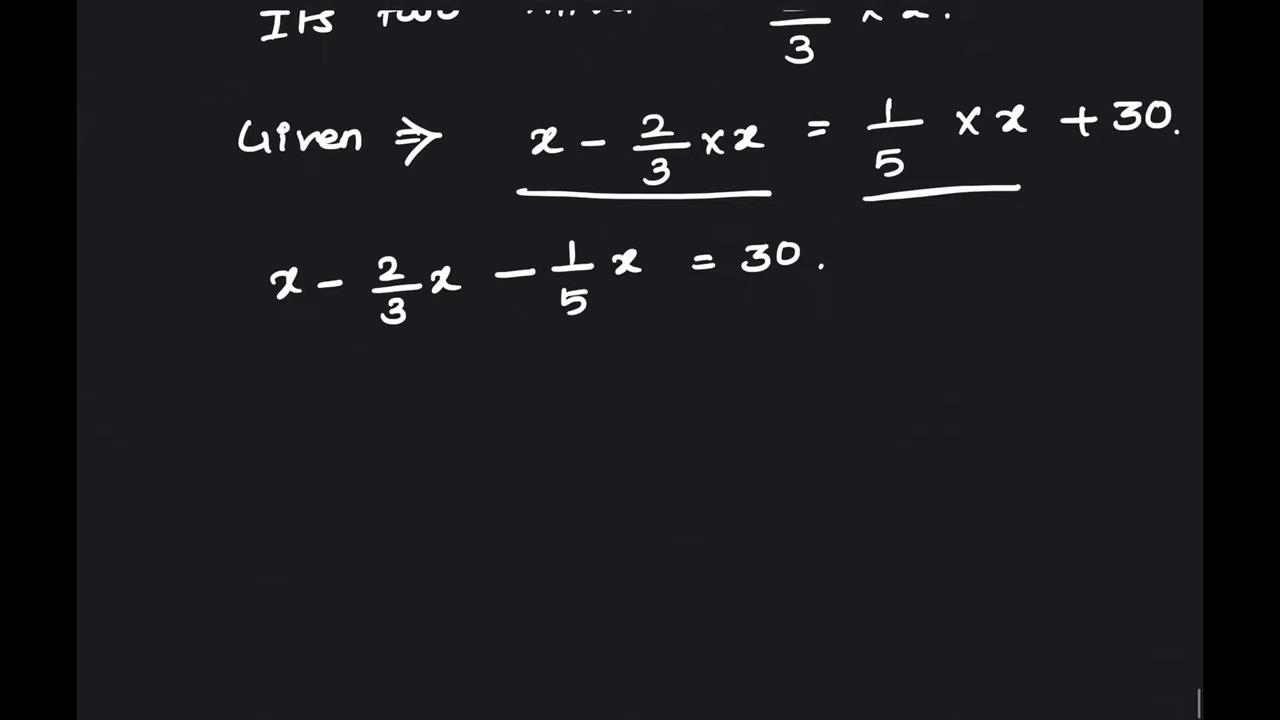 Its two 3 × x.
Given ⇒ x - 2/3 × x = 1/5 × x + 30.
x - 2/3 x - 1/5 x = 30.